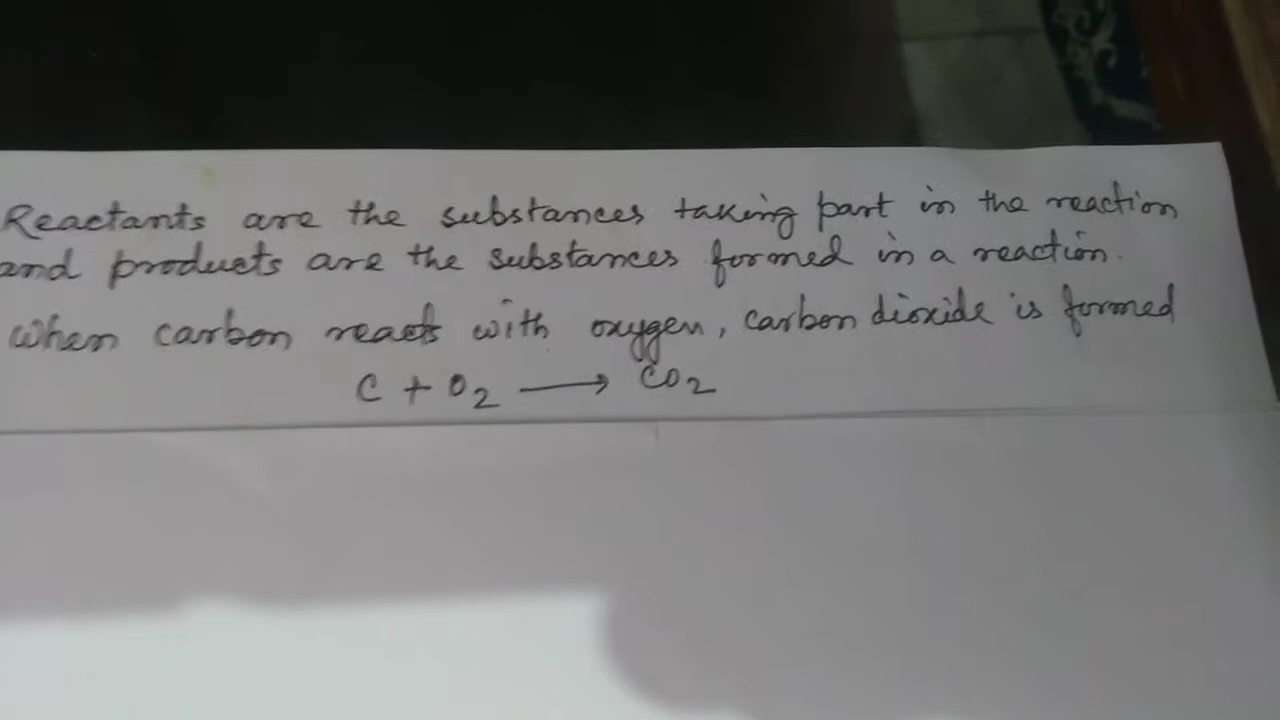 Reactants are the substances taking part in the reaction
and products are the substances formed in a reaction.
When carbon reacts with oxygen, carbon dioxide is formed
C + O2 → CO2